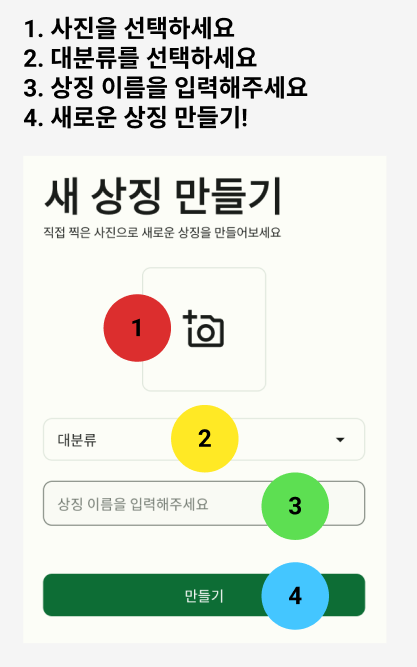 1. 사진을 선택하세요
2. 대분류를 선택하세요
3. 상징 이름을 입력해주세요
4. 새로운 상징 만들기!
새 상징 만들기
직접 찍은 사진으로 새로운 상징을 만들어보세요
1
대분류 2
상징 이름을 입력해주세요 3
만들기 4